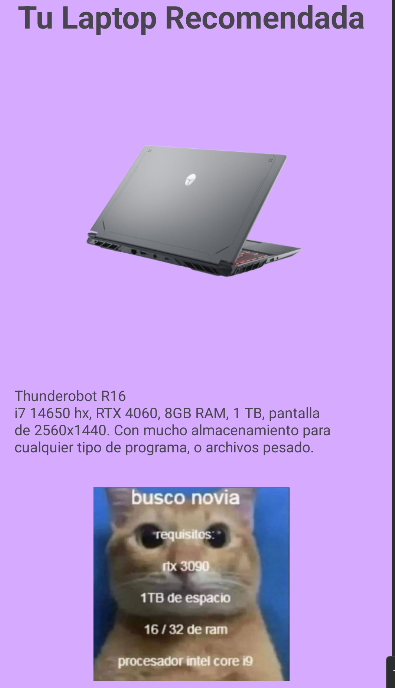 Tu Laptop Recomendada
Thunderobot R16
i7 14650 hx, RTX 4060, 8GB RAM, 1 TB, pantalla
de 2560x1440. Con mucho almacenamiento para
cualquier tipo de programa, o archivos pesado.
busco novia
requisitos:
rtx 3090
1TB de espacio
16 / 32 de ram
procesador intel core i9